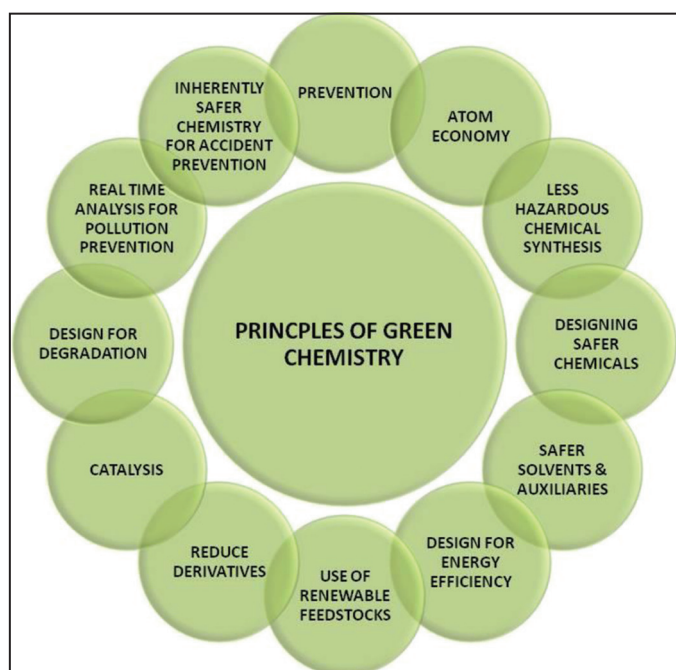 PREVENTION
ATOM
ECONOMY
LESS
HAZARDOUS
CHEMICAL
SYNTHESIS
DESIGNING
SAFER
CHEMICALS
SAFER
SOLVENTS &
AUXILIARIES
DESIGN FOR
ENERGY
EFFICIENCY
USE OF
RENEWABLE
FEEDSTOCKS
REDUCE
DERIVATIVES
CATALYSIS
DESIGN FOR
DEGRADATION
REAL TIME
ANALYSIS FOR
POLLUTION
PREVENTION
INHERENTLY
SAFER
CHEMISTRY
FOR ACCIDENT
PREVENTION
PRINCPLES OF GREEN
CHEMISTRY